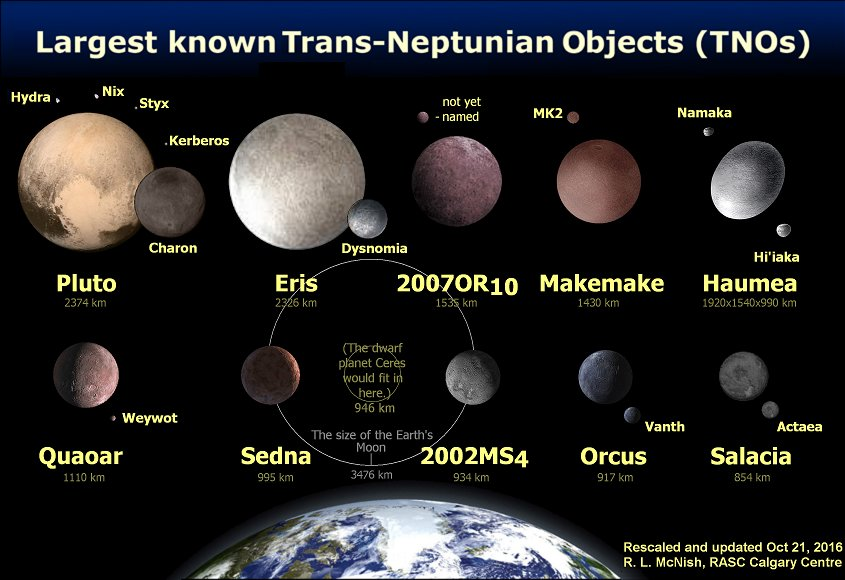 Largest known Trans-Neptunian Objects (TNOs)
Hydra
Nix
Styx
Kerberos
Charon
Dysnomia
not yet
- named
MK2
Namaka
Hi'iaka
Pluto
2374 km
Eris
2326 km
2007OR10
1535 km
Makemake
1430 km
Haumea
1920x1540x990 km
Weywot
(The dwarf
planet Ceres
would fit in
here.)
946 km
The size of the Earth's
Moon
3476 km
Vanth
Actaea
Quaoar
1110 km
Sedna
995 km
2002MS4
934 km
Orcus
917 km
Salacia
854 km
Rescaled and updated Oct 21, 2016
R. L. McNish, RASC Calgary Centre